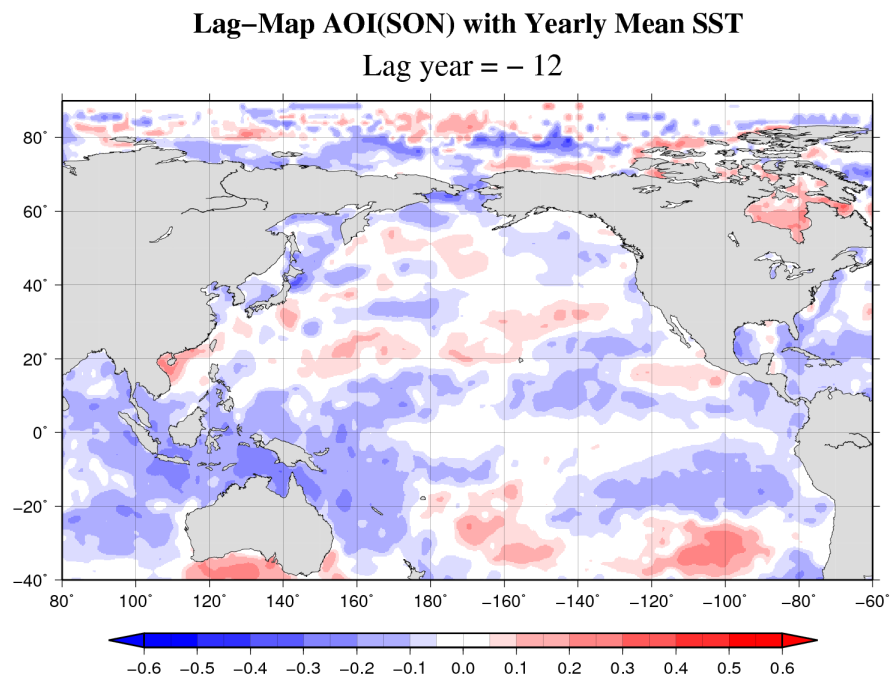 Lag−Map AOI(SON) with Yearly Mean SST
Lag year = − 12
80˚
60˚
40˚
20˚
0˚
−20˚
−40˚
80˚ 100˚ 120˚ 140˚ 160˚ 180˚ −160˚ −140˚ −120˚ −100˚ −80˚ −60˚
−0.6 −0.5 −0.4 −0.3 −0.2 −0.1 0.0 0.1 0.2 0.3 0.4 0.5 0.6